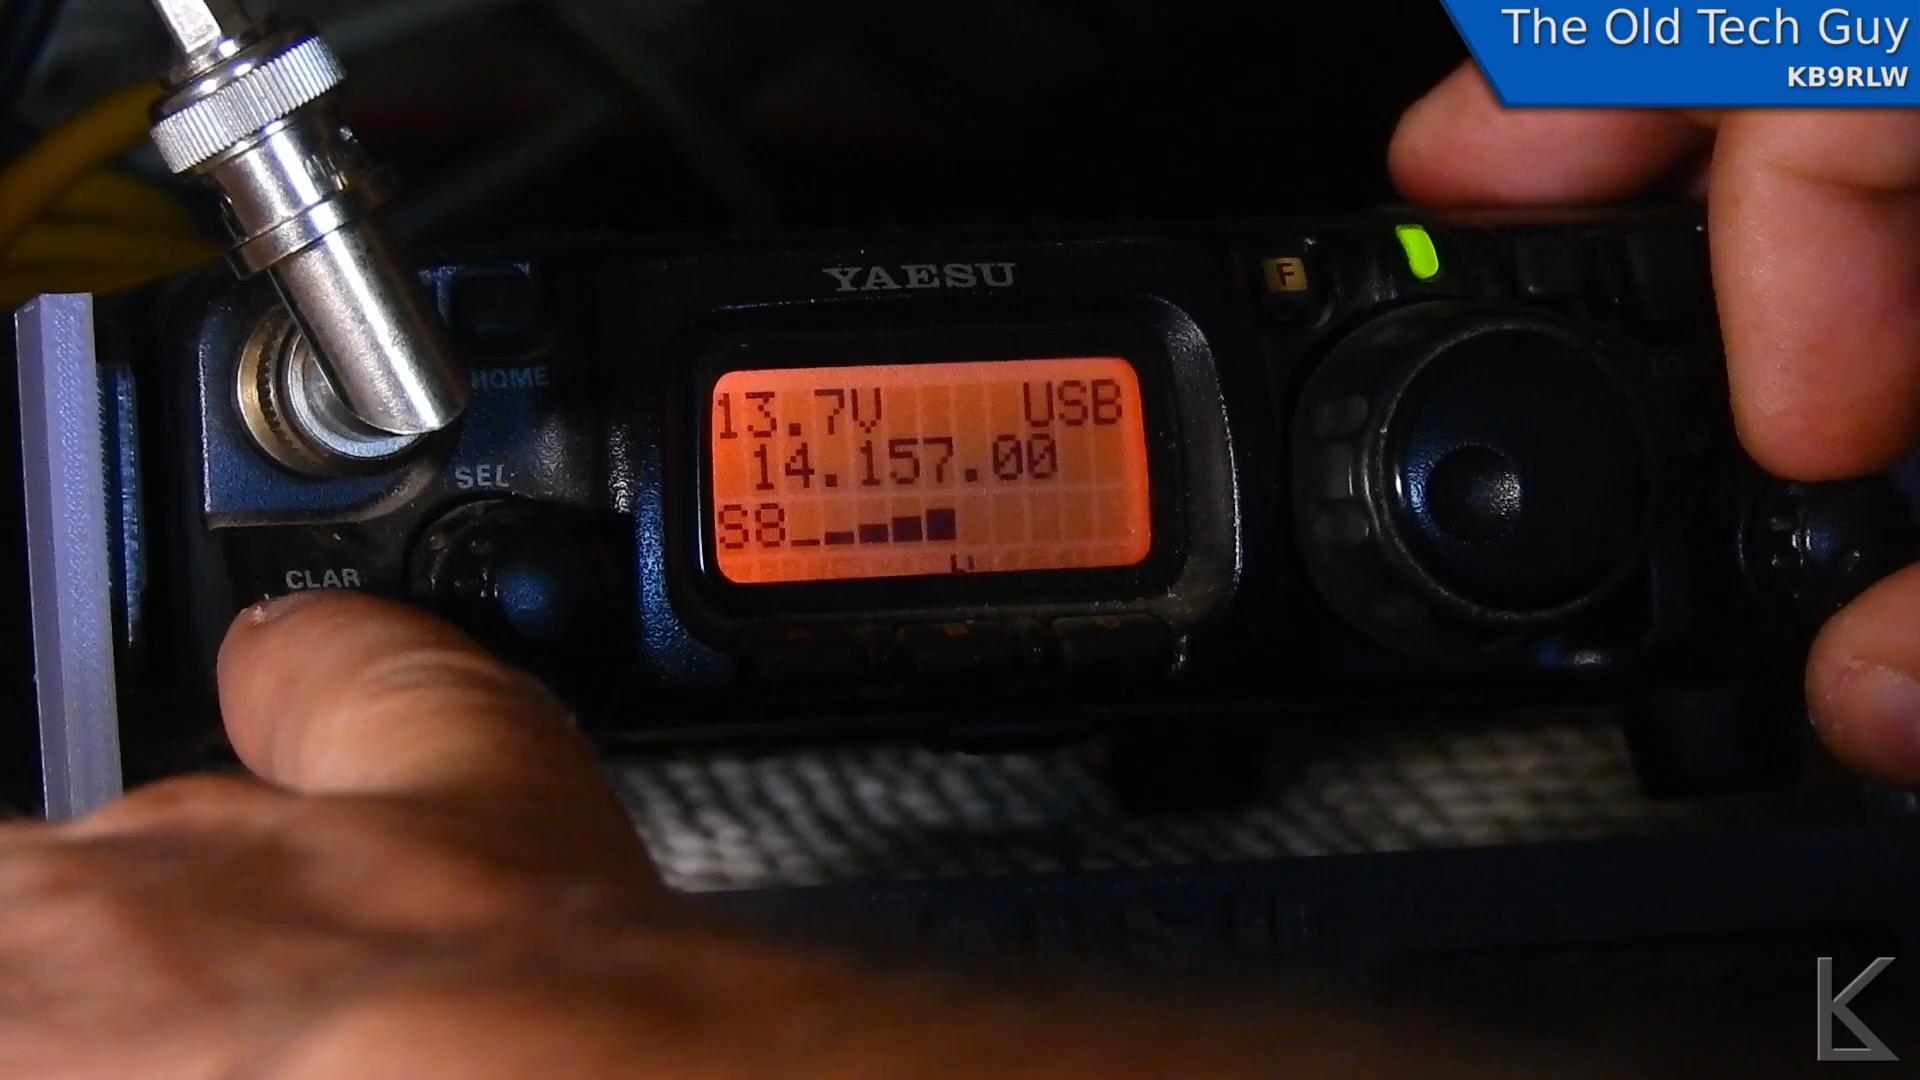 The Old Tech Guy
KB9RLW
YAESU
F
HOME
13.7V USB
14.157.00
SEL
S8
CLAR